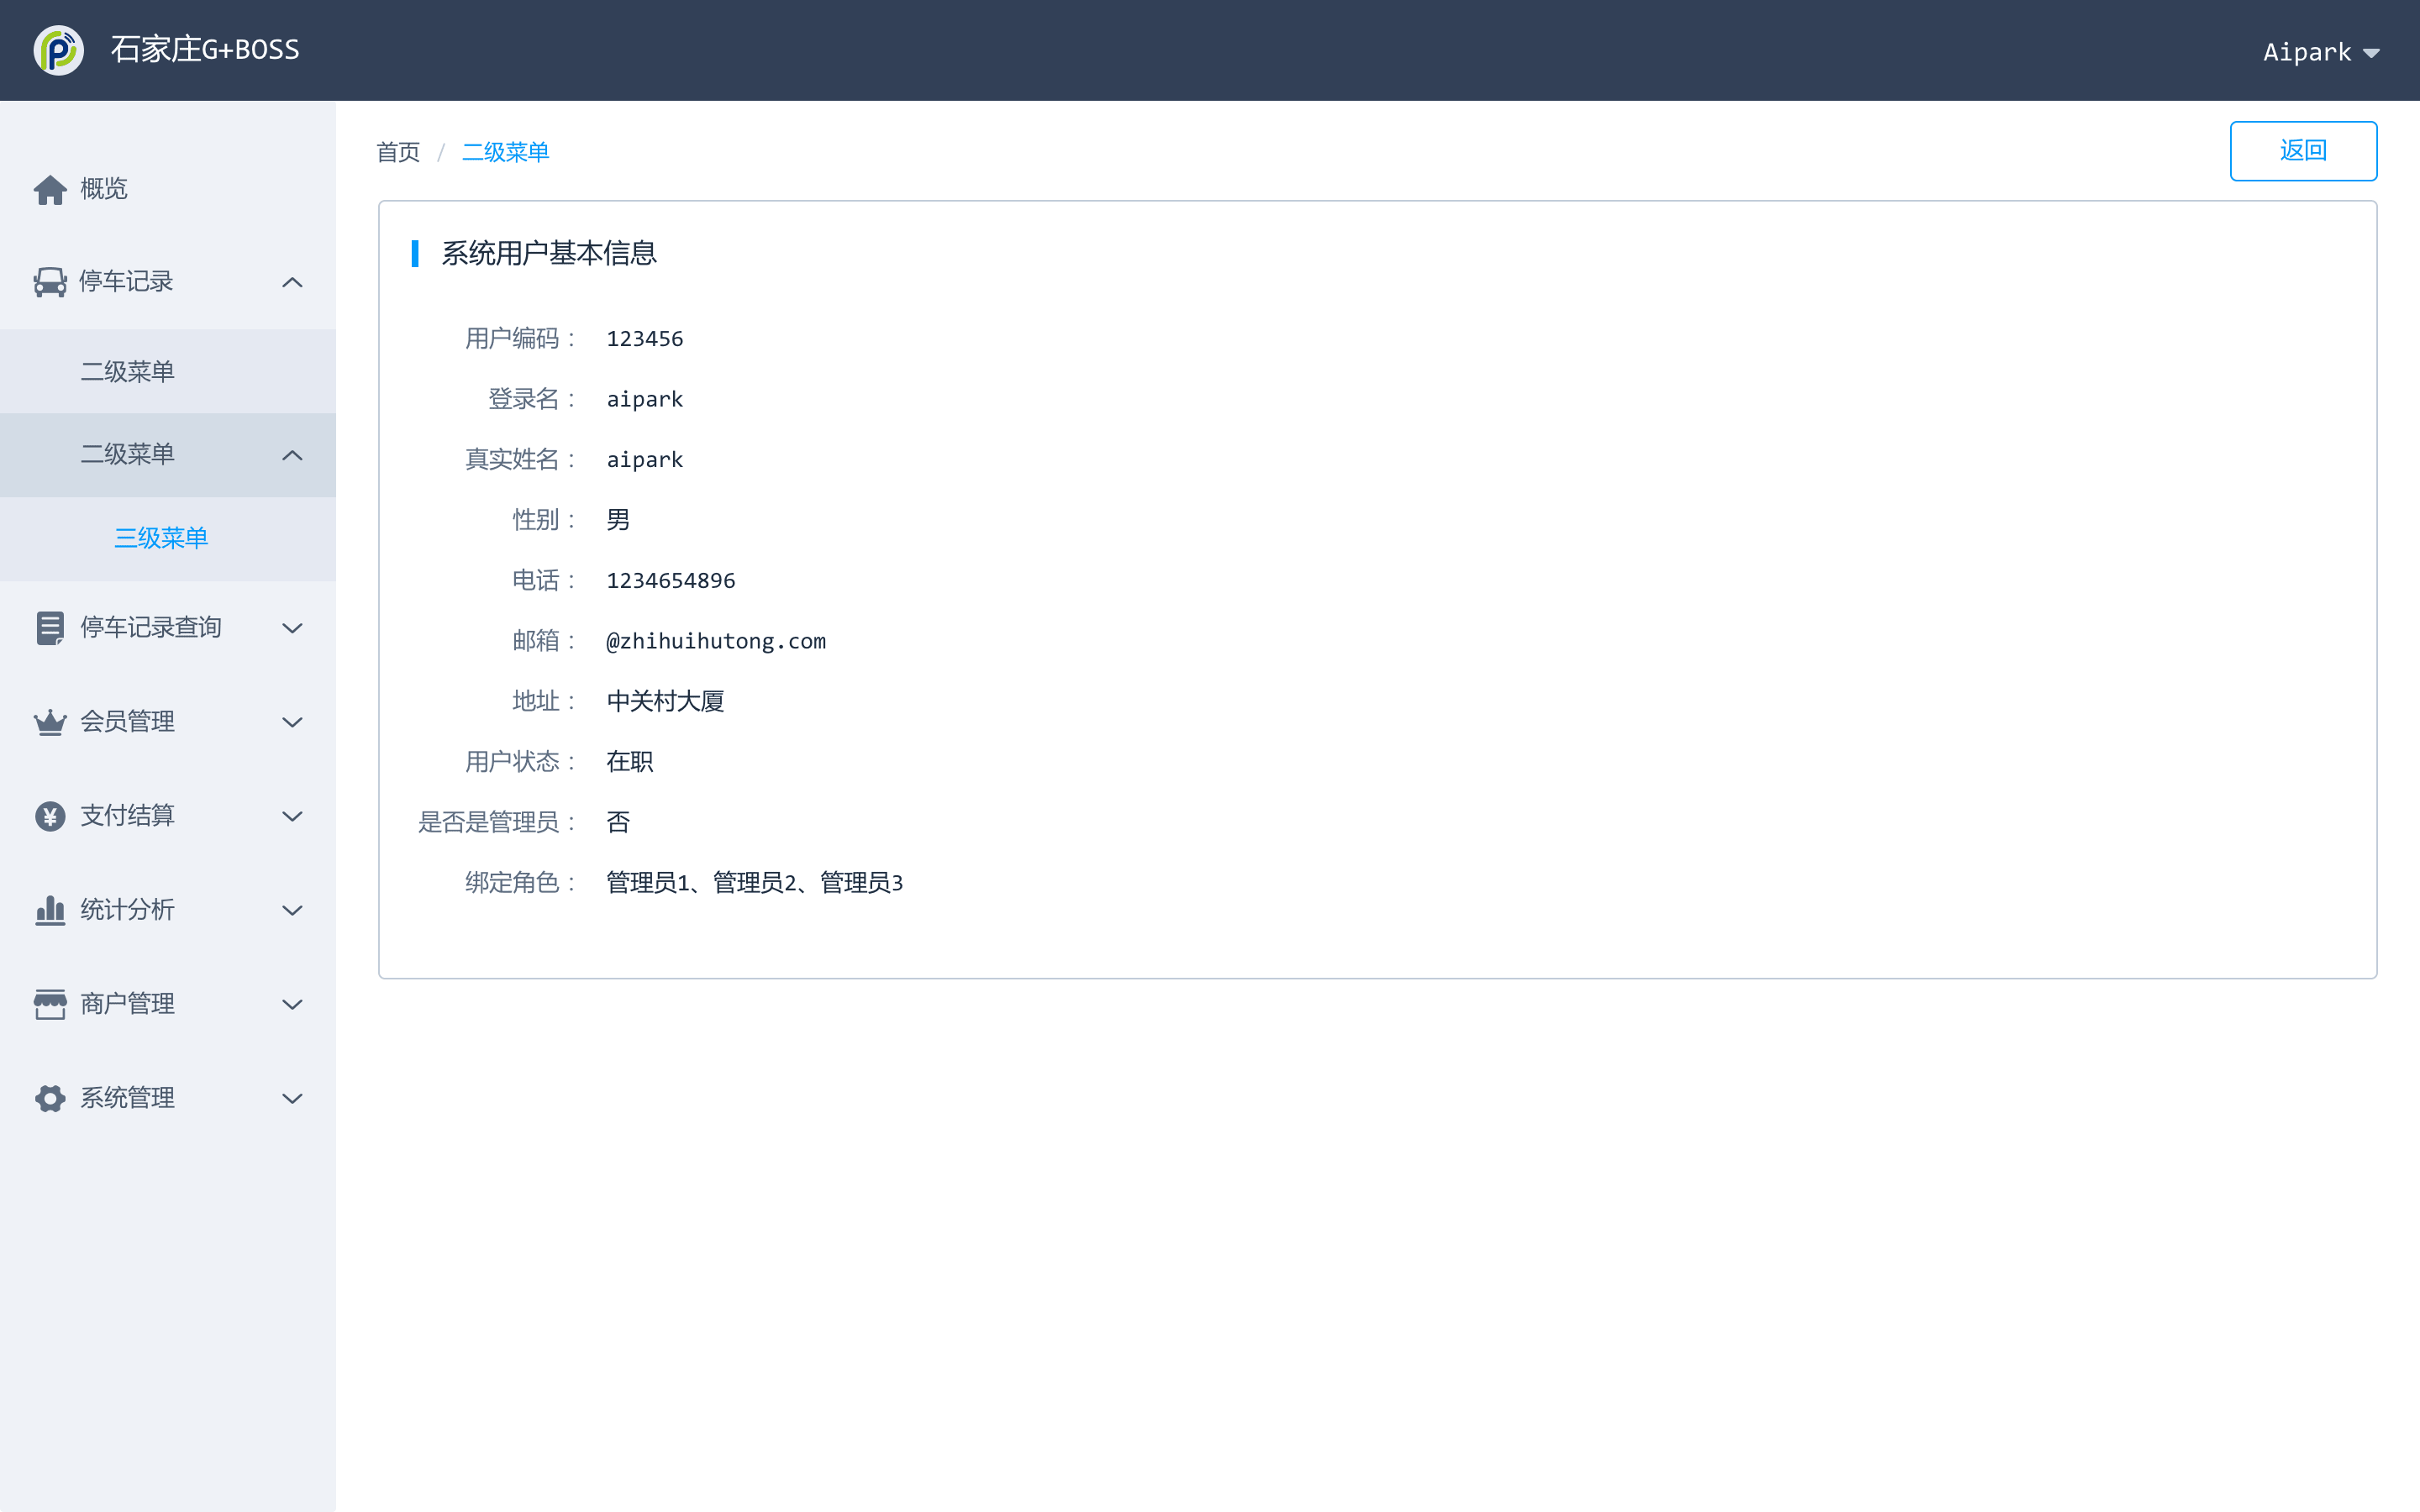 石家庄G+BOSS
Aipark
首页 / 二级菜单
返回
概览
停车记录
二级菜单
二级菜单
三级菜单
停车记录查询
会员管理
支付结算
统计分析
商户管理
系统管理
系统用户基本信息
用户编码： 123456
登录名： aipark
真实姓名： aipark
性别： 男
电话： 1234654896
邮箱： @zhihuihutong.com
地址： 中关村大厦
用户状态： 在职
是否是管理员： 否
绑定角色： 管理员1、管理员2、管理员3